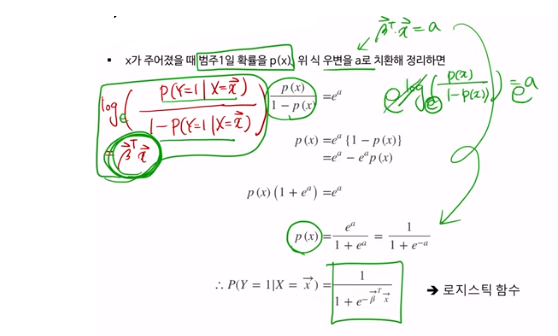 β⃗ᵀ·x⃗ = a
▪ x가 주어졌을 때 범주1일 확률을 p(x), 위 식 우변을 a로 치환해 정리하면
log_e ( P(Y=1 | X=x⃗) / 1 - P(Y=1 | X=x⃗) )
= β⃗ᵀx⃗
p(x) / 1 - p(x) = e^a
e^log_e ( p(x) / 1 - p(x) ) = e^a
p(x) = e^a {1 - p(x)}
= e^a - e^a p(x)
p(x) (1 + e^a) = e^a
p(x) = e^a / 1 + e^a = 1 / 1 + e^-a
∴ P(Y = 1|X = x⃗) = 1 / 1 + e^-β⃗ᵀx⃗ ➔ 로지스틱 함수